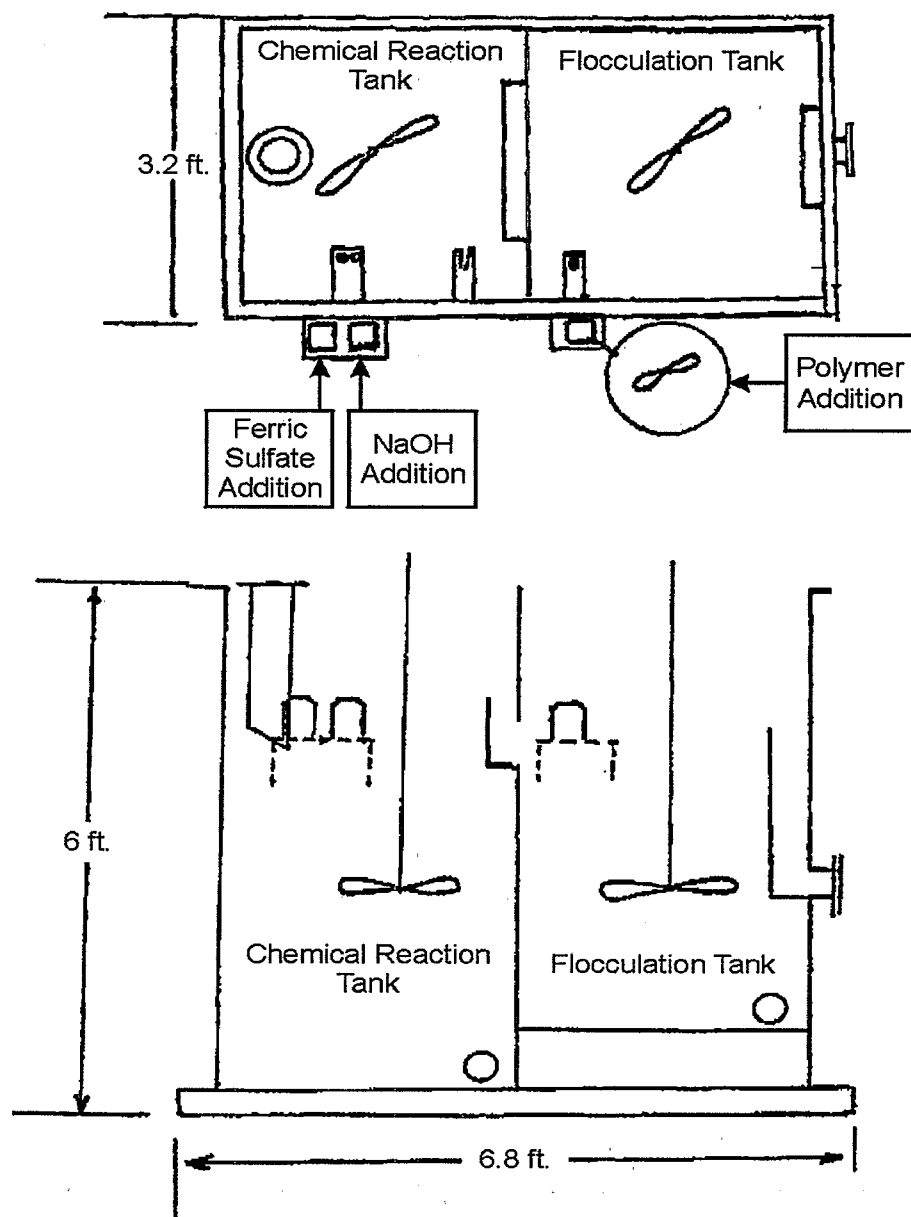 Chemical Reaction
Tank
Flocculation Tank
3.2 ft.
Polymer
Addition
Ferric
Sulfate
Addition
NaOH
Addition
6 ft.
Chemical Reaction
Tank
Flocculation Tank
6.8 ft.